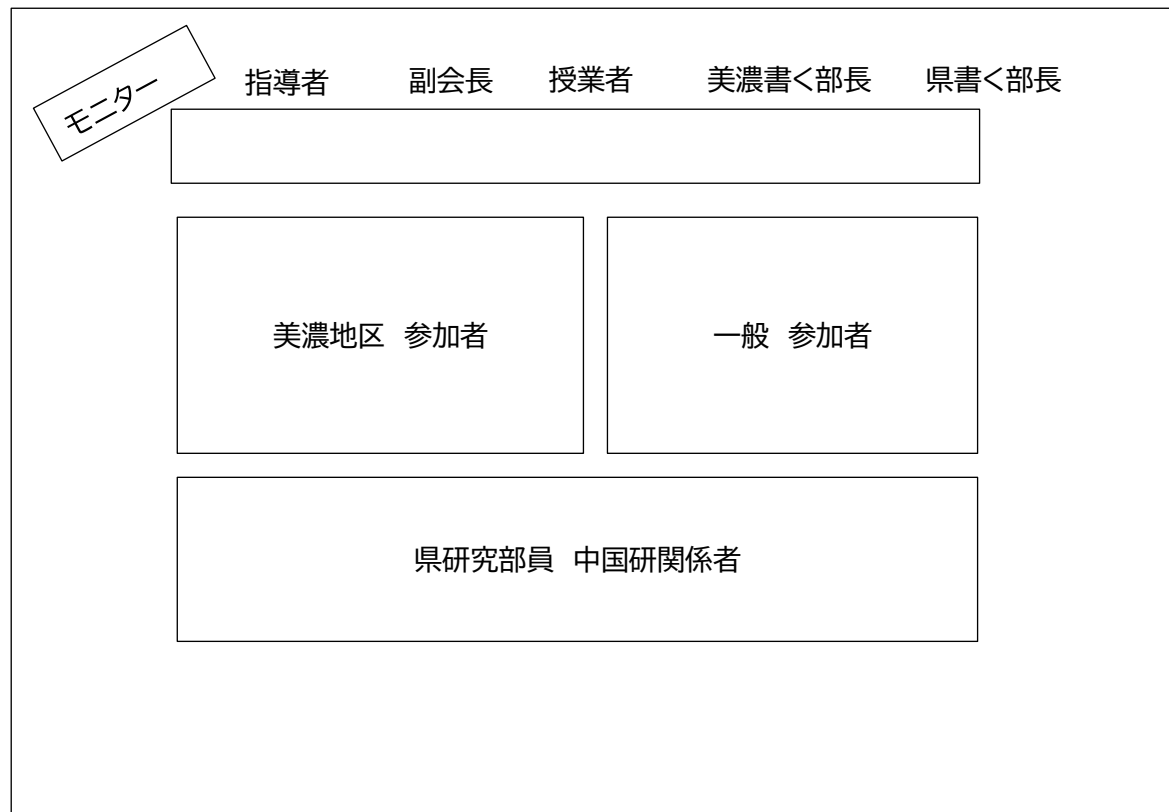 モニター
指導者 副会長 授業者 美濃書く部長 県書く部長
美濃地区 参加者
一般 参加者
県研究部員 中国研関係者